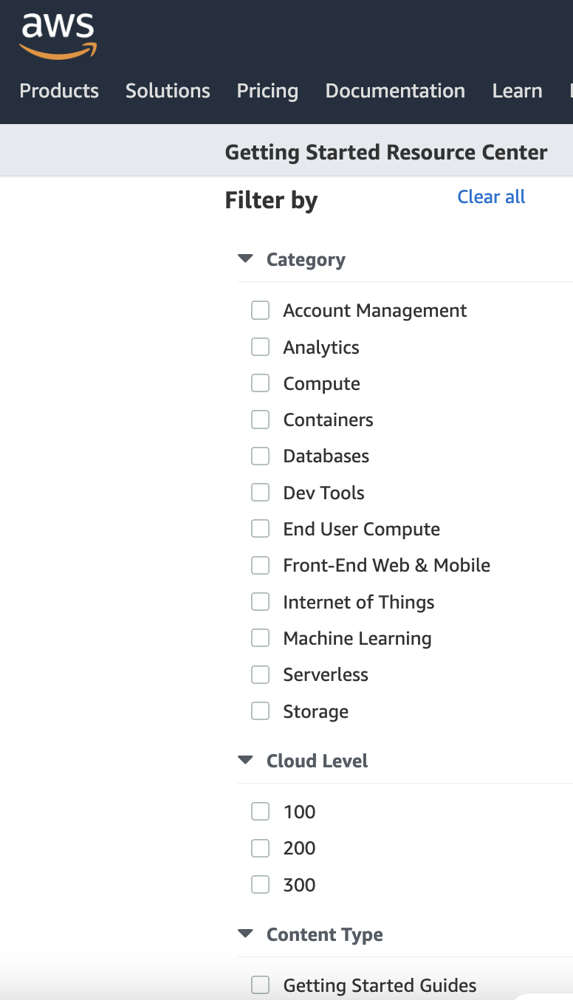 aws
Products Solutions Pricing Documentation Learn
Getting Started Resource Center
Filter by Clear all
Category
Account Management
Analytics
Compute
Containers
Databases
Dev Tools
End User Compute
Front-End Web & Mobile
Internet of Things
Machine Learning
Serverless
Storage
Cloud Level
100
200
300
Content Type
Getting Started Guides